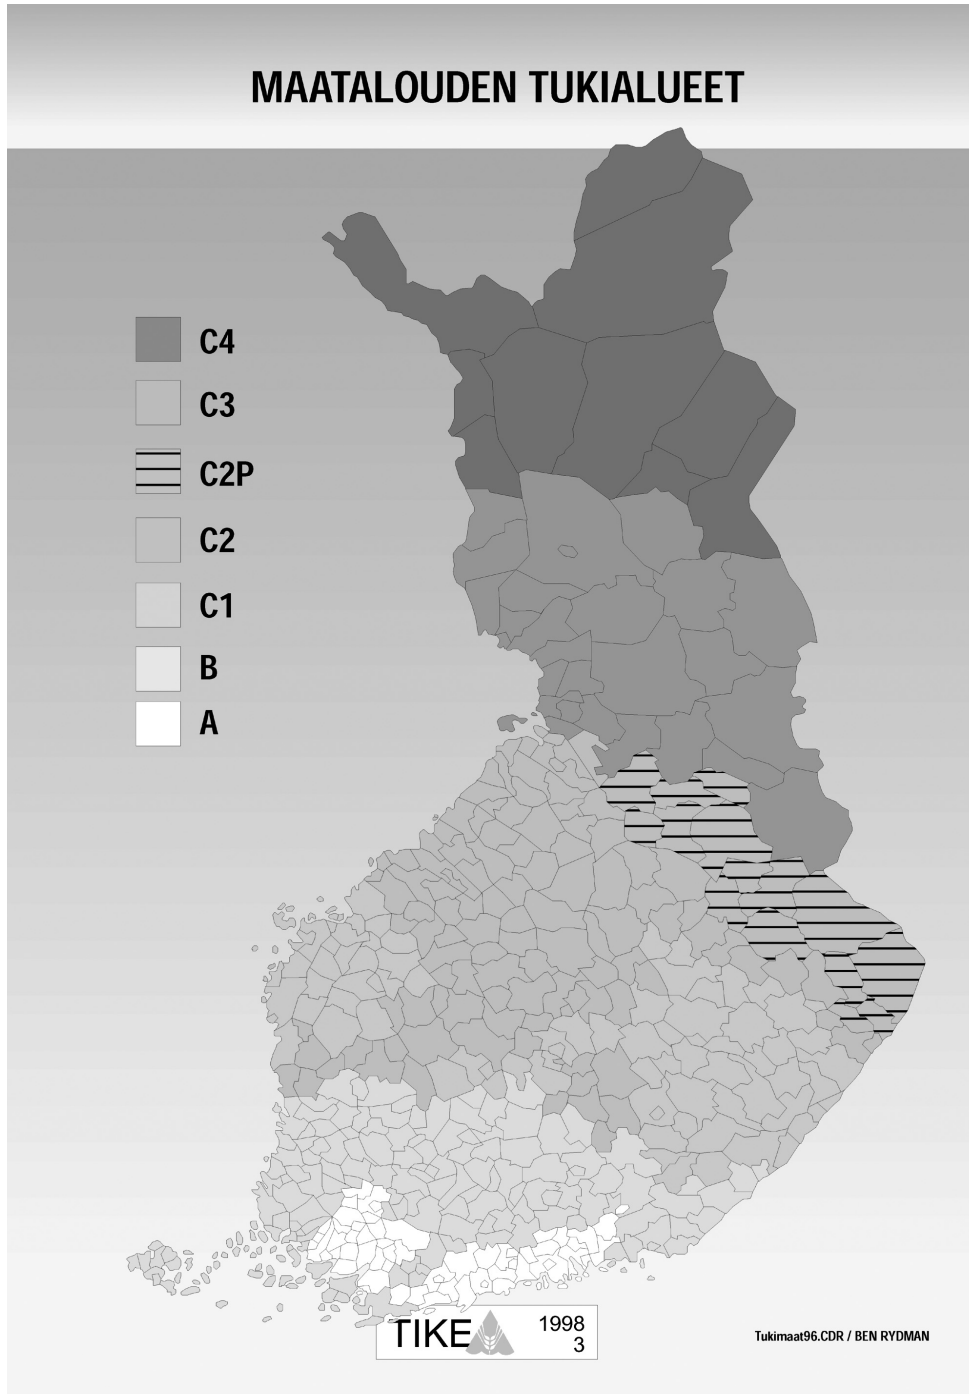 MAATALOUDEN TUKIALUEET
C4
C3
C2P
C2
C1
B
A
TIKE
1998
3
Tukimaat96.CDR / BEN RYDMAN